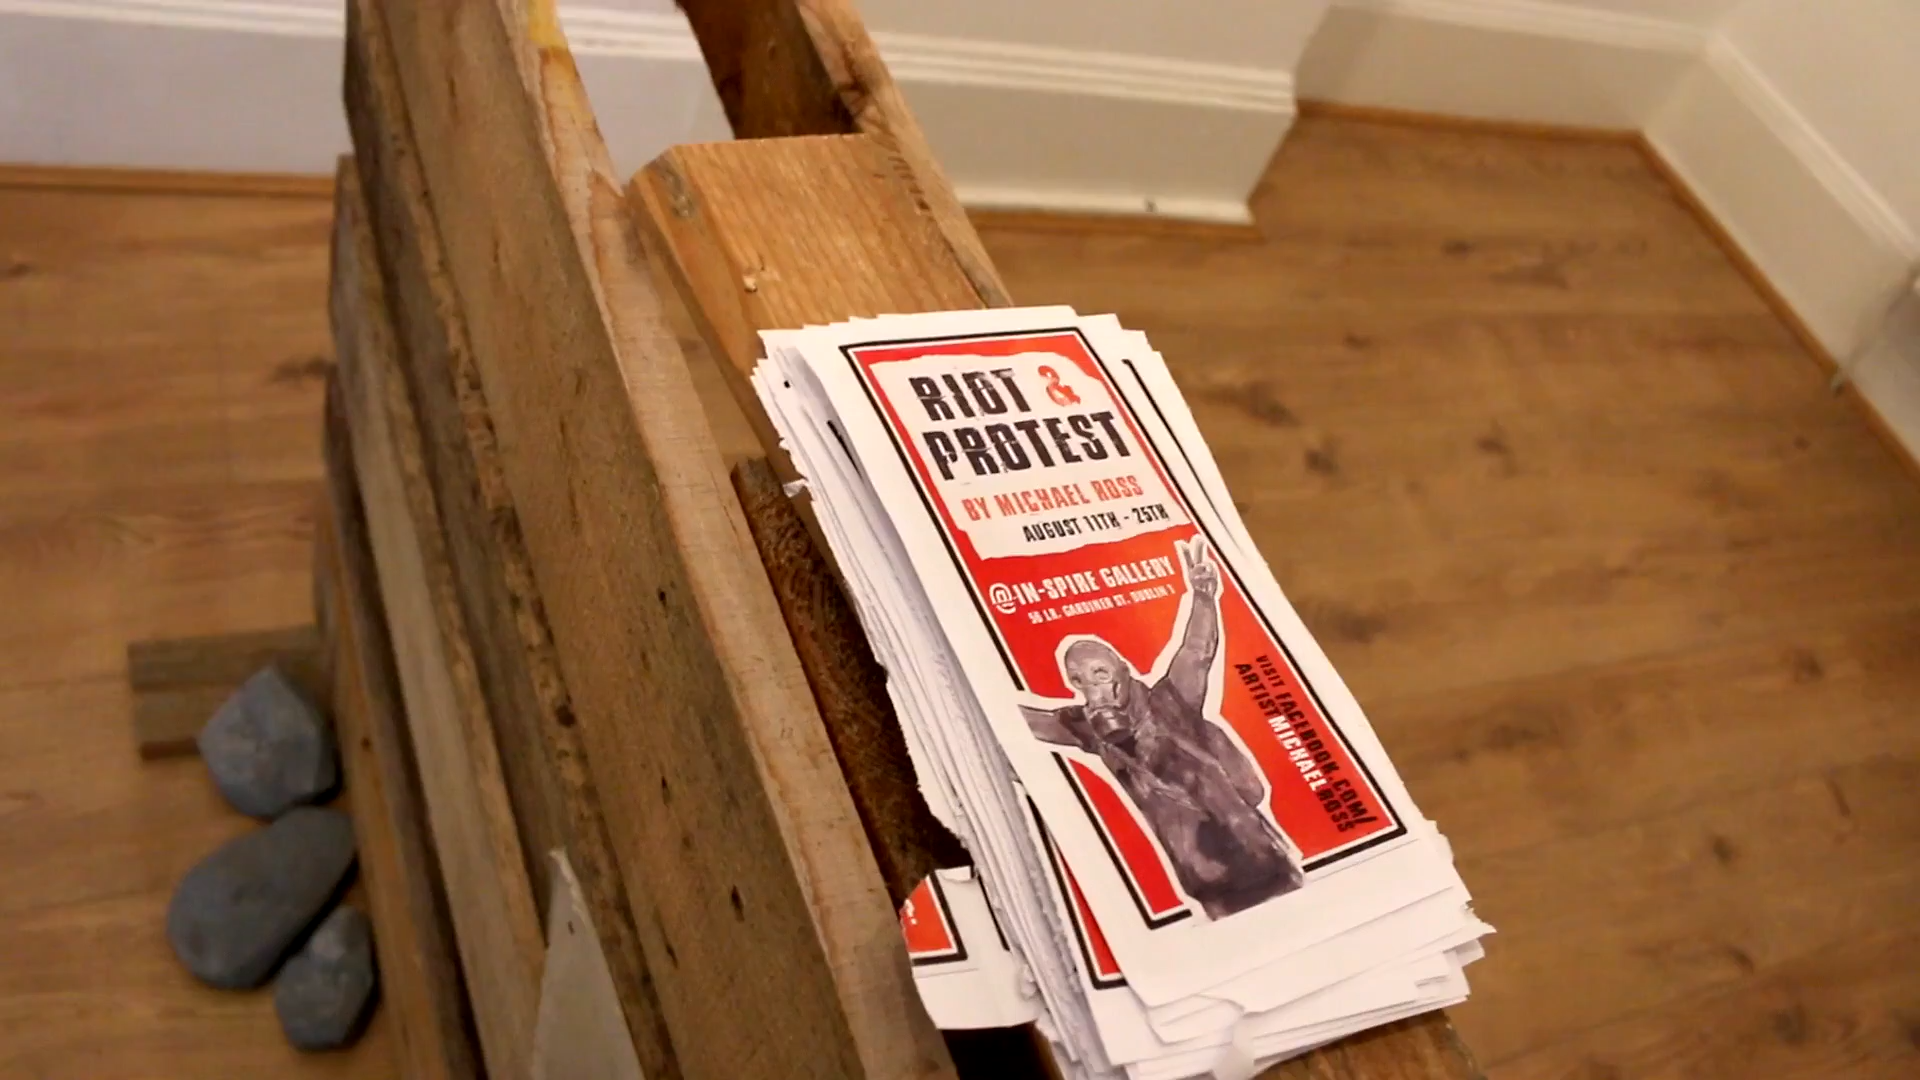 RIOT &
PROTEST
BY MICHAEL ROSS
AUGUST 11TH - 25TH
@IN-SPIRE GALLERY
56 LR. GARDINER ST. DUBLIN 1
VISIT FACEBOOK.COM/
ARTISTMICHAELROSS